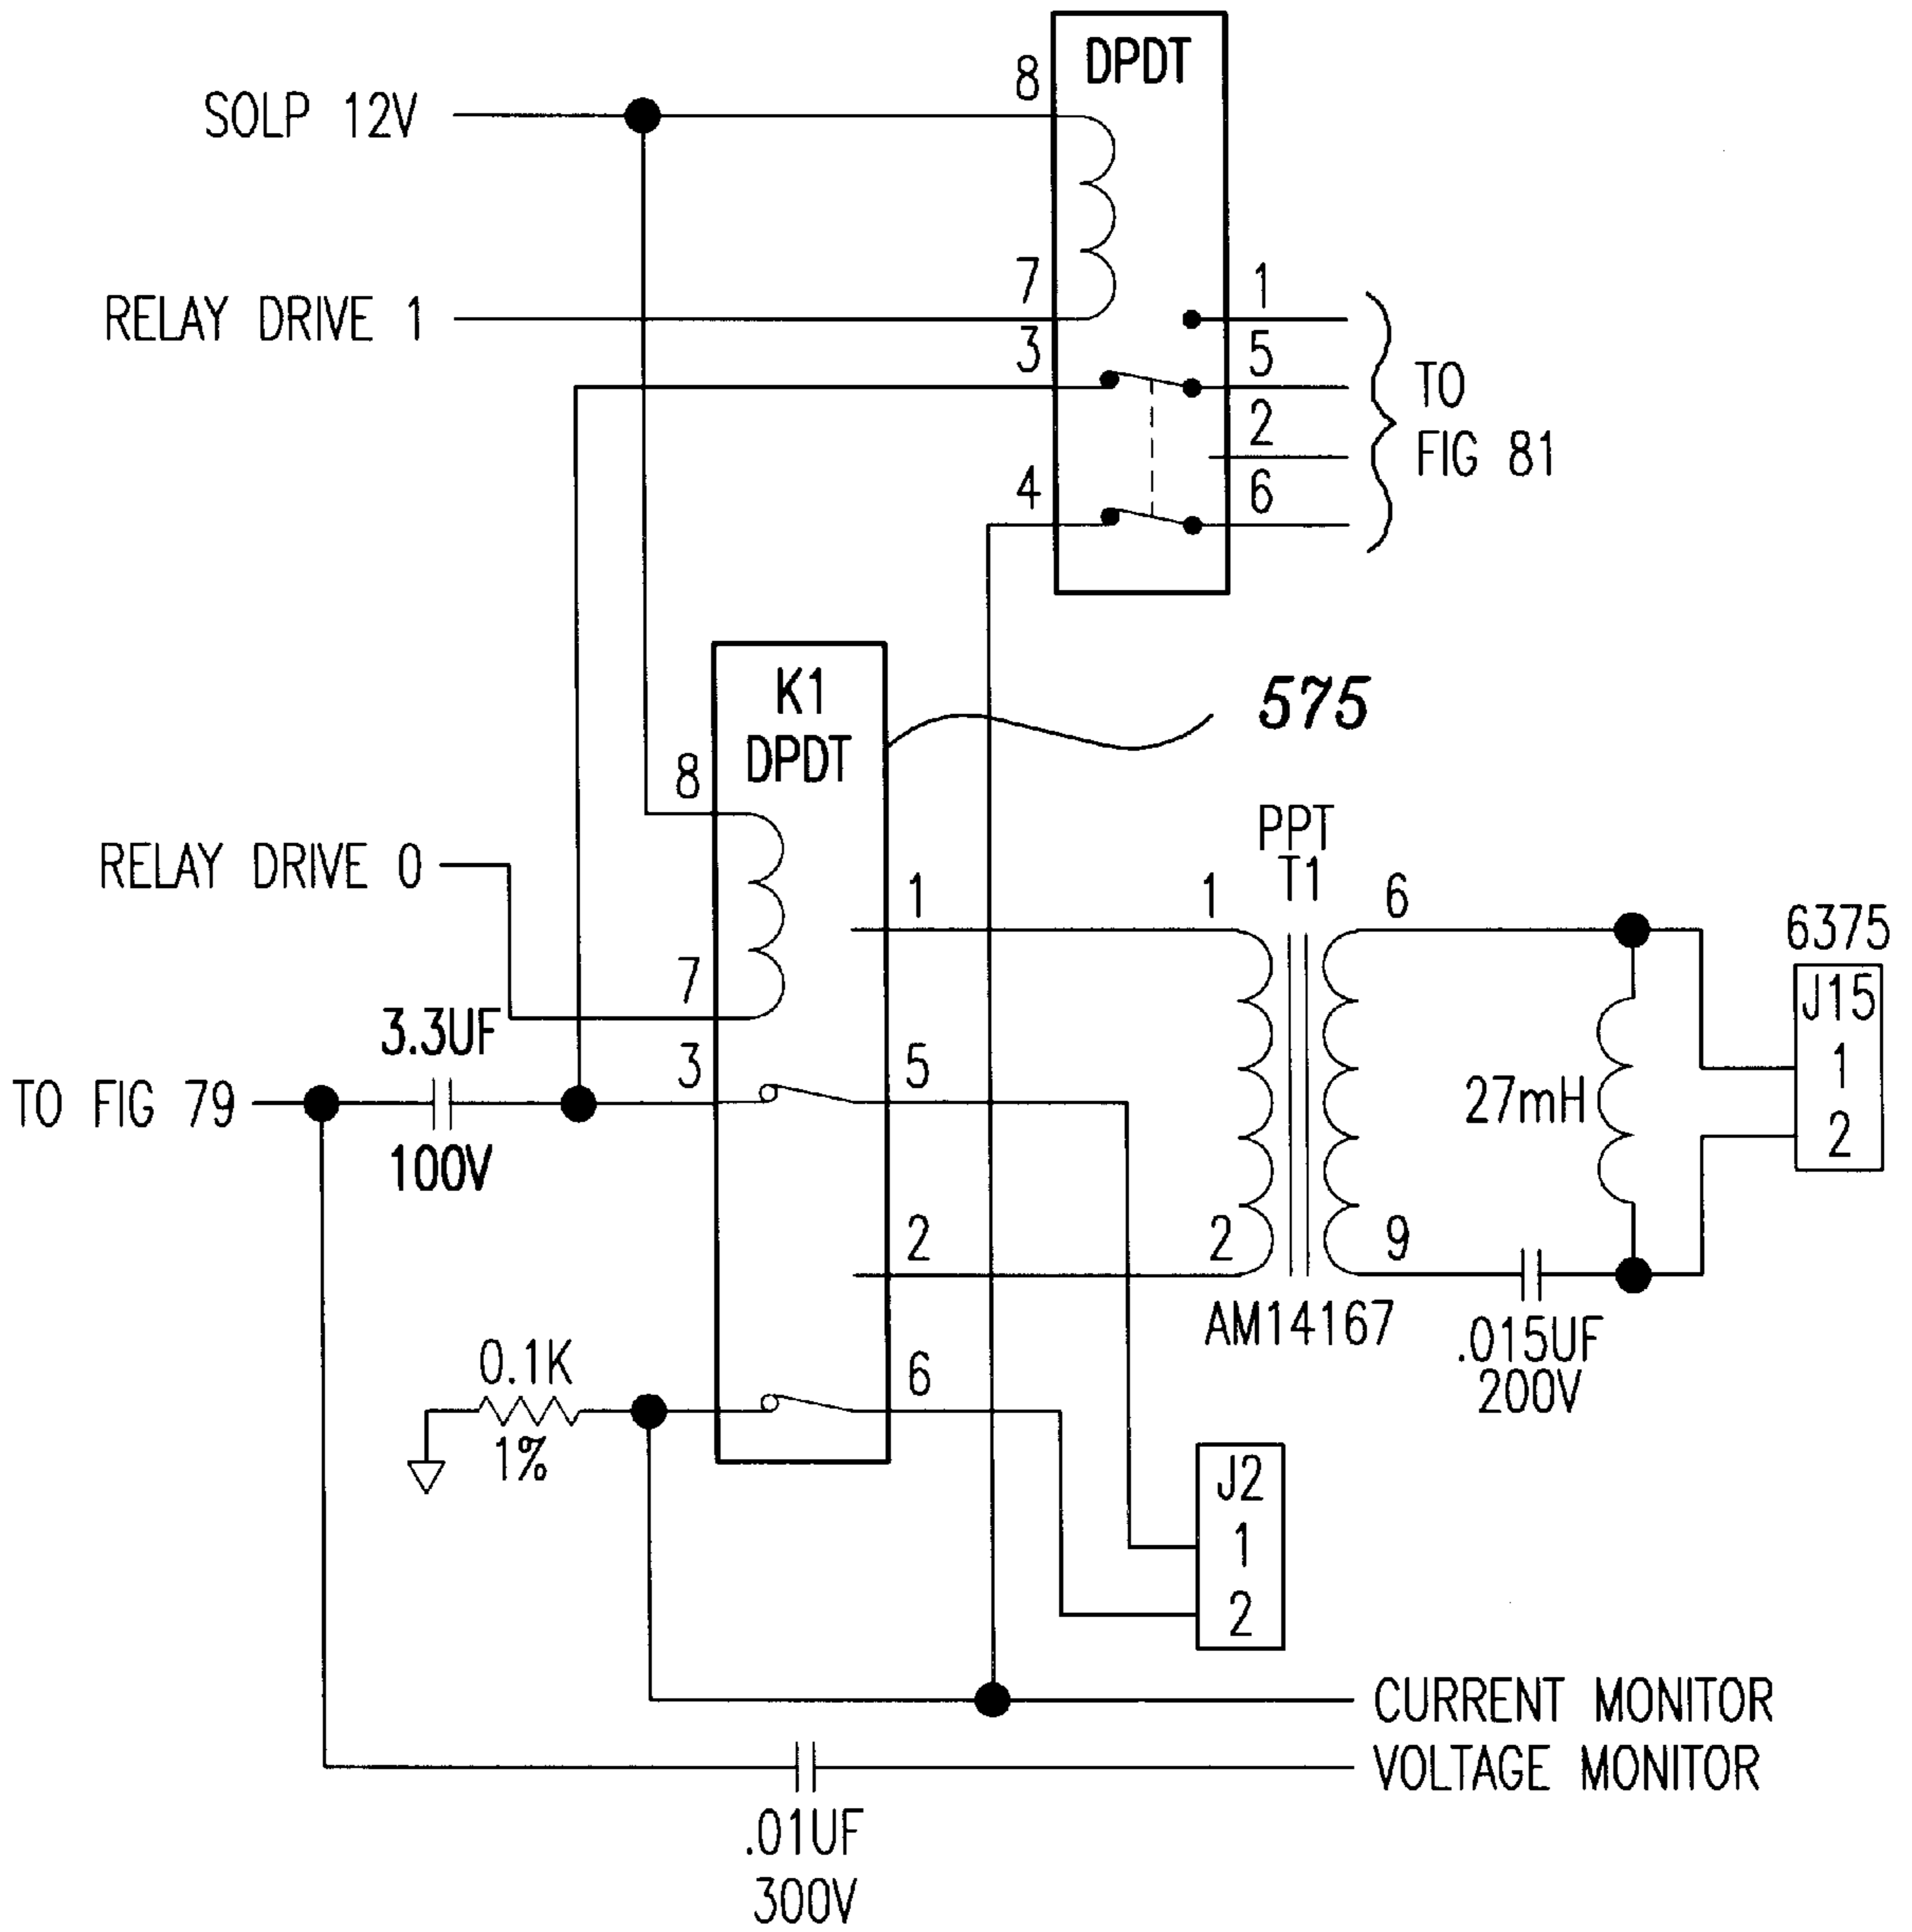 DPDT
8
SOLP 12V
7
1
RELAY DRIVE 1
3
5
TO
2
FIG 81
4
6
K1
575
DPDT
8
PPT
T1
RELAY DRIVE 0
1
1
6
6375
7
J15
3.3UF
1
3
5
TO FIG 79
27mH
2
100V
2
2
9
AM14167
.015UF
0.1K
6
200V
1%
J2
1
2
CURRENT MONITOR
VOLTAGE MONITOR
.01UF
300V